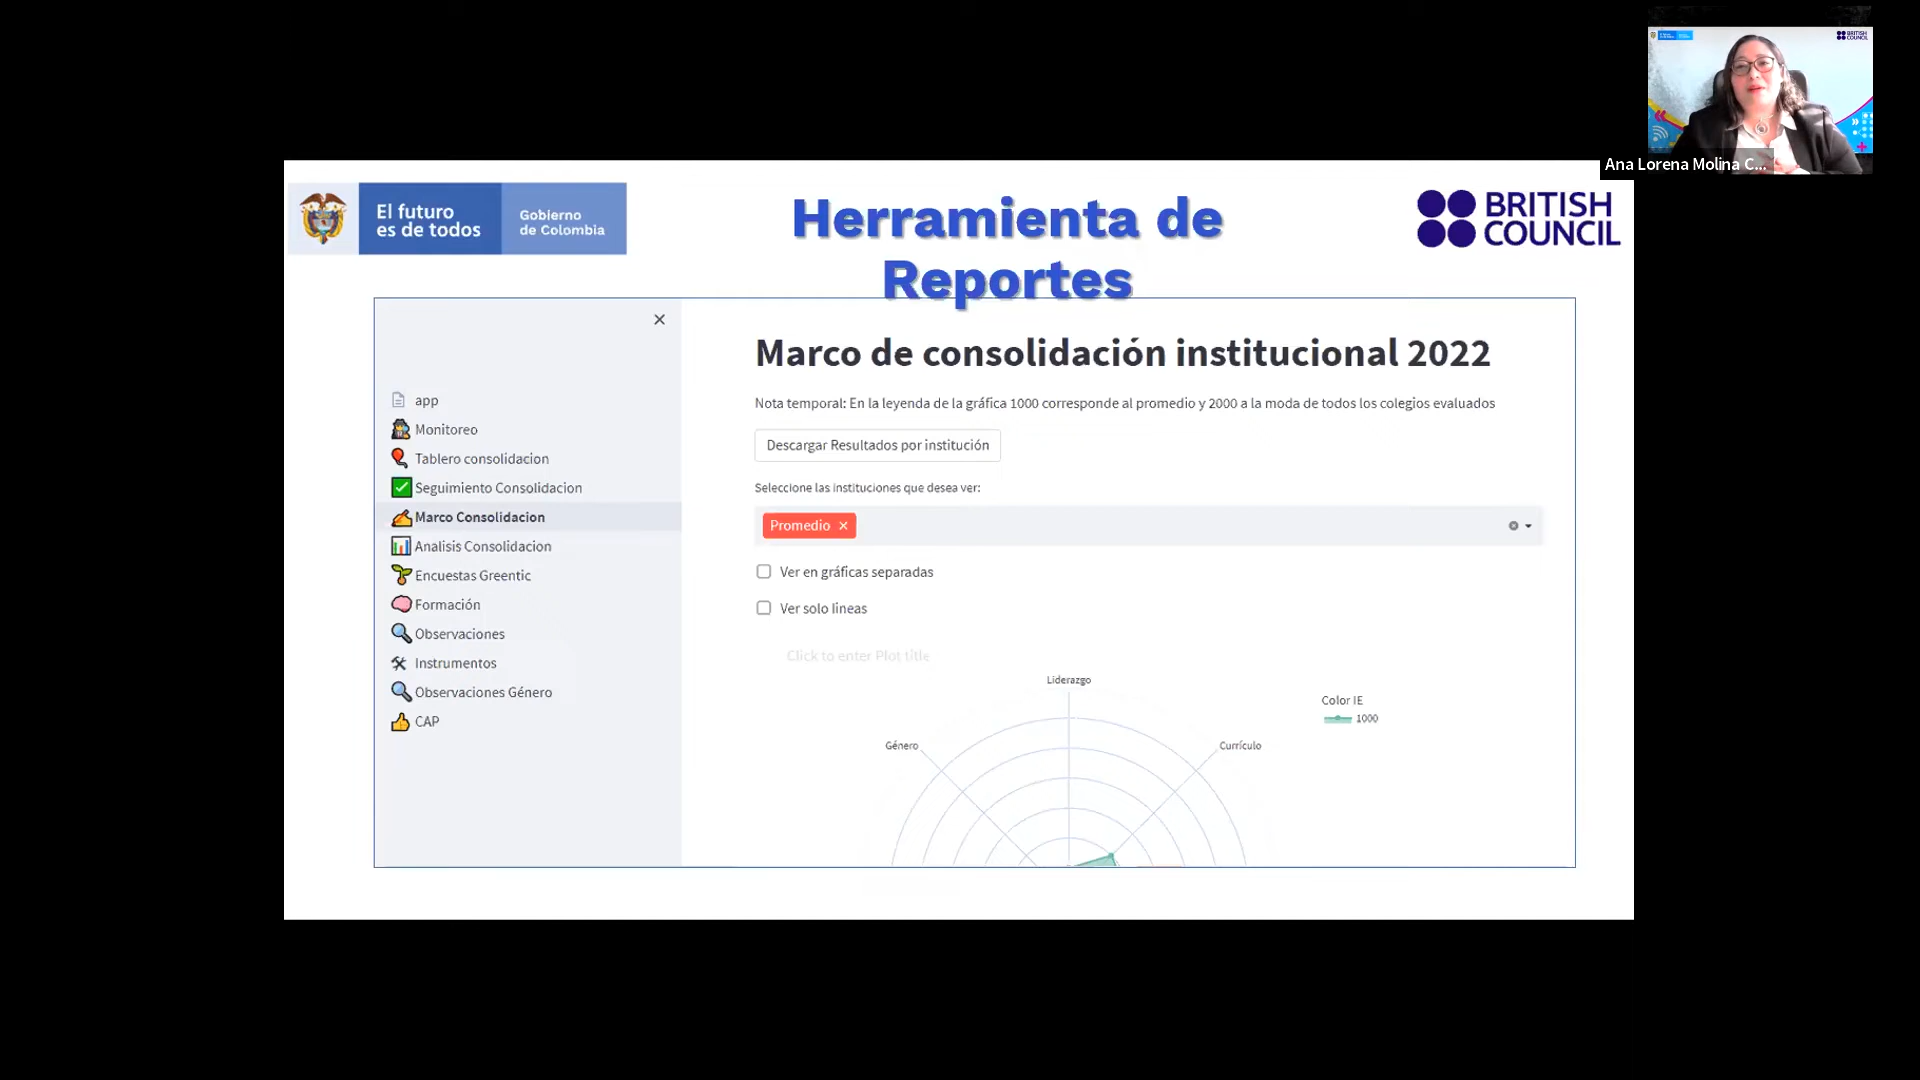 BRITISH
COUNCIL
Ana Lorena Molina C...
El futuro
es de todos
Gobierno
de Colombia
Herramienta de
Reportes
BRITISH
COUNCIL
Marco de consolidación institucional 2022
Nota temporal: En la leyenda de la gráfica 1000 corresponde al promedio y 2000 a la moda de todos los colegios evaluados
Descargar Resultados por institución
Seleccione las instituciones que desea ver:
Promedio
Ver en gráficas separadas
Ver solo lineas
Click to enter Plot title
Liderazgo
Género
Currículo
Color IE
1000
app
Monitoreo
Tablero consolidacion
Seguimiento Consolidacion
Marco Consolidacion
Analisis Consolidacion
Encuestas Greentic
Formación
Observaciones
Instrumentos
Observaciones Género
CAP